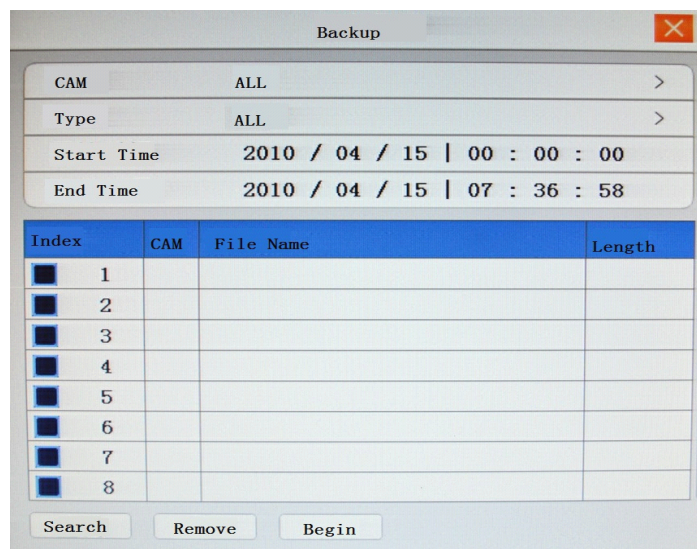 Backup
CAM ALL >
Type ALL >
Start Time 2010 / 04 / 15 | 00 : 00 : 00
End Time 2010 / 04 / 15 | 07 : 36 : 58
Index CAM File Name Length
1
2
3
4
5
6
7
8
Search Remove Begin